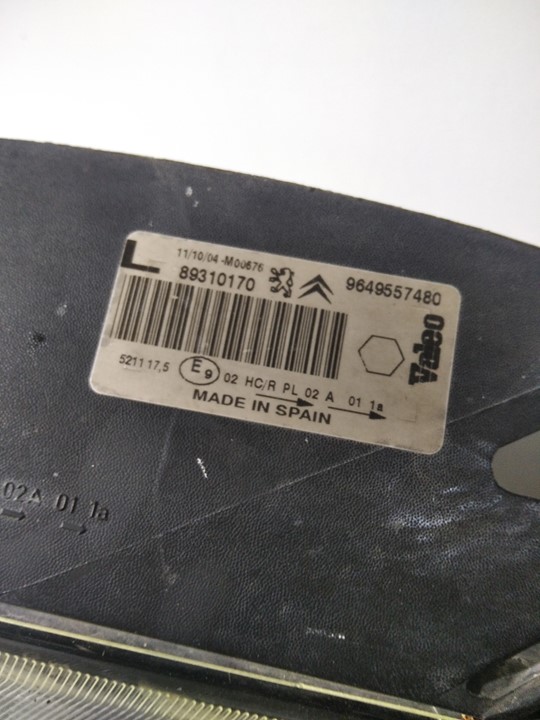 L
11/10/04 -M00676
89310170
9649557480
Valeo
521117,5 E9 02 HC/R PL 02 A 01 1a
MADE IN SPAIN
02A 01 1a